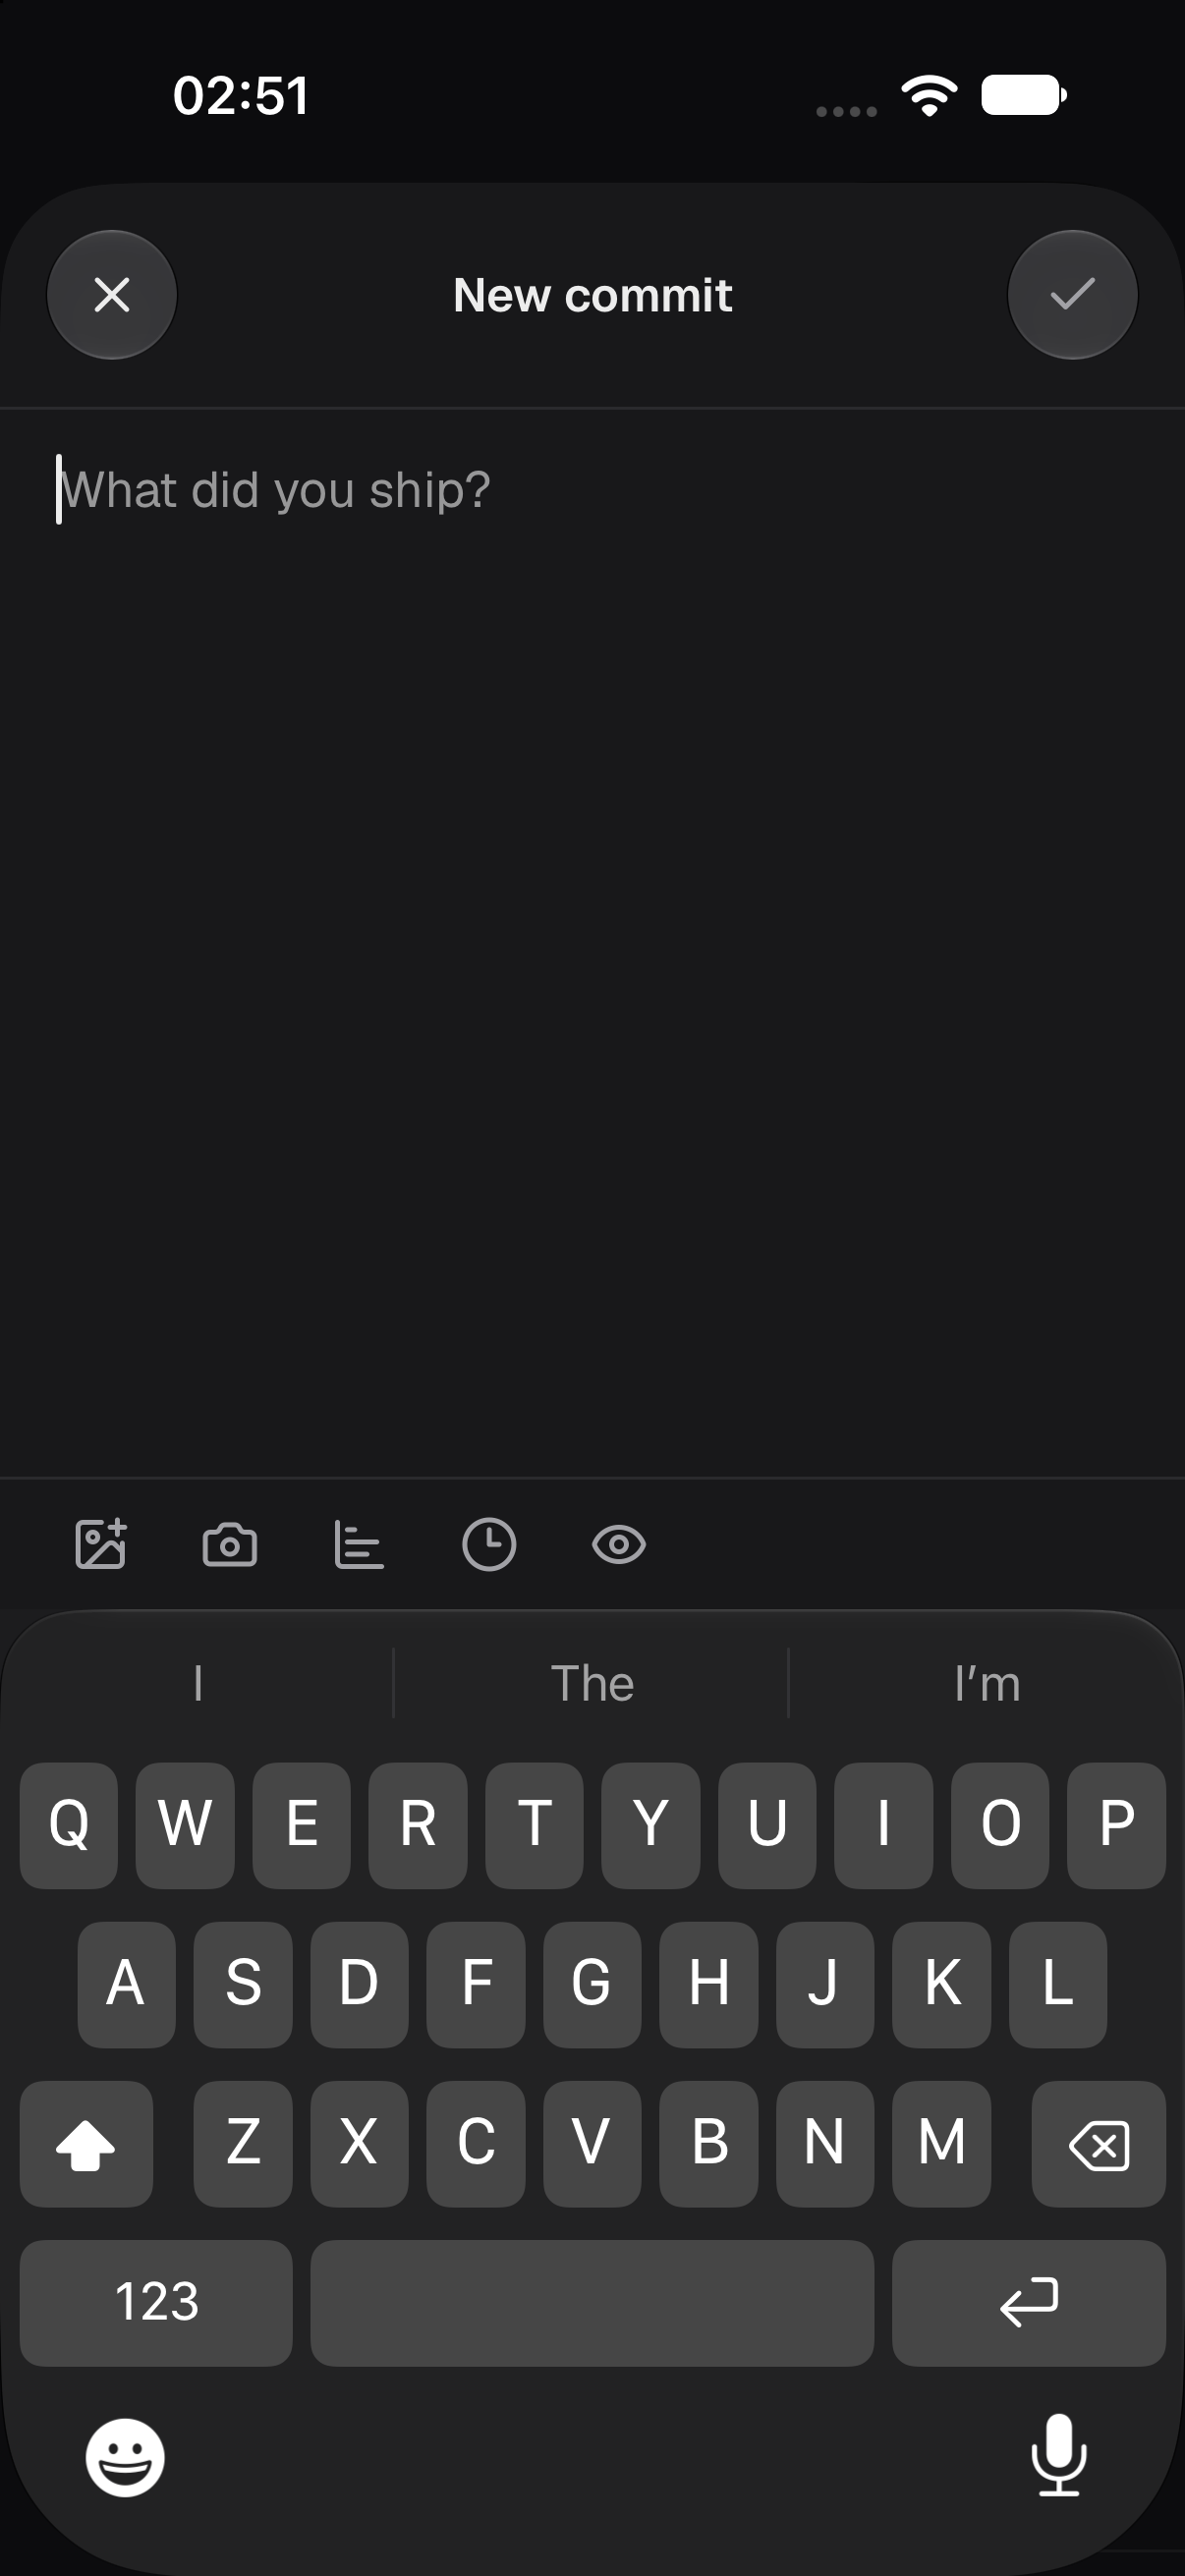 02:51
New commit
What did you ship?
I The I’m
Q W E R T Y U I O P
A S D F G H J K L
Z X C V B N M
123